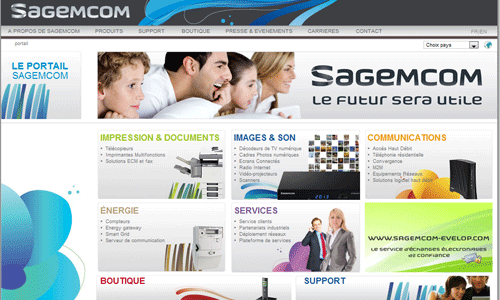 SAGEMCOM
A PROPOS DE SAGEMCOM PRODUITS SUPPORT BOUTIQUE PRESSE & EVENEMENTS CARRIERES CONTACT FR/EN
portail
Choix pays
LE PORTAIL
SAGEMCOM
SAGEMCOM
Le futur sera utile
IMPRESSION & DOCUMENTS
Télécopieurs
Imprimantes Multifonctions
Solutions ECM et fax
IMAGES & SON
Décodeurs de TV numérique
Cadres Photos numériques
Ecrans Connectés
Radio Internet
Vidéo-projecteurs
Scanners
COMMUNICATIONS
Accès Haut Débit
Téléphonie résidentielle
Convergence
M2M
Equipements Réseaux
Solutions logiciel haut débit
ÉNERGIE
Compteurs
Energy gateway
Smart Grid
Serveur de communication
SERVICES
Service clients
Partenariats industriels
Déploiement réseaux
Plateforme de services
www.sagemcom-evelop.com
Le service d'échanges électroniques
de confiance
BOUTIQUE
SUPPORT